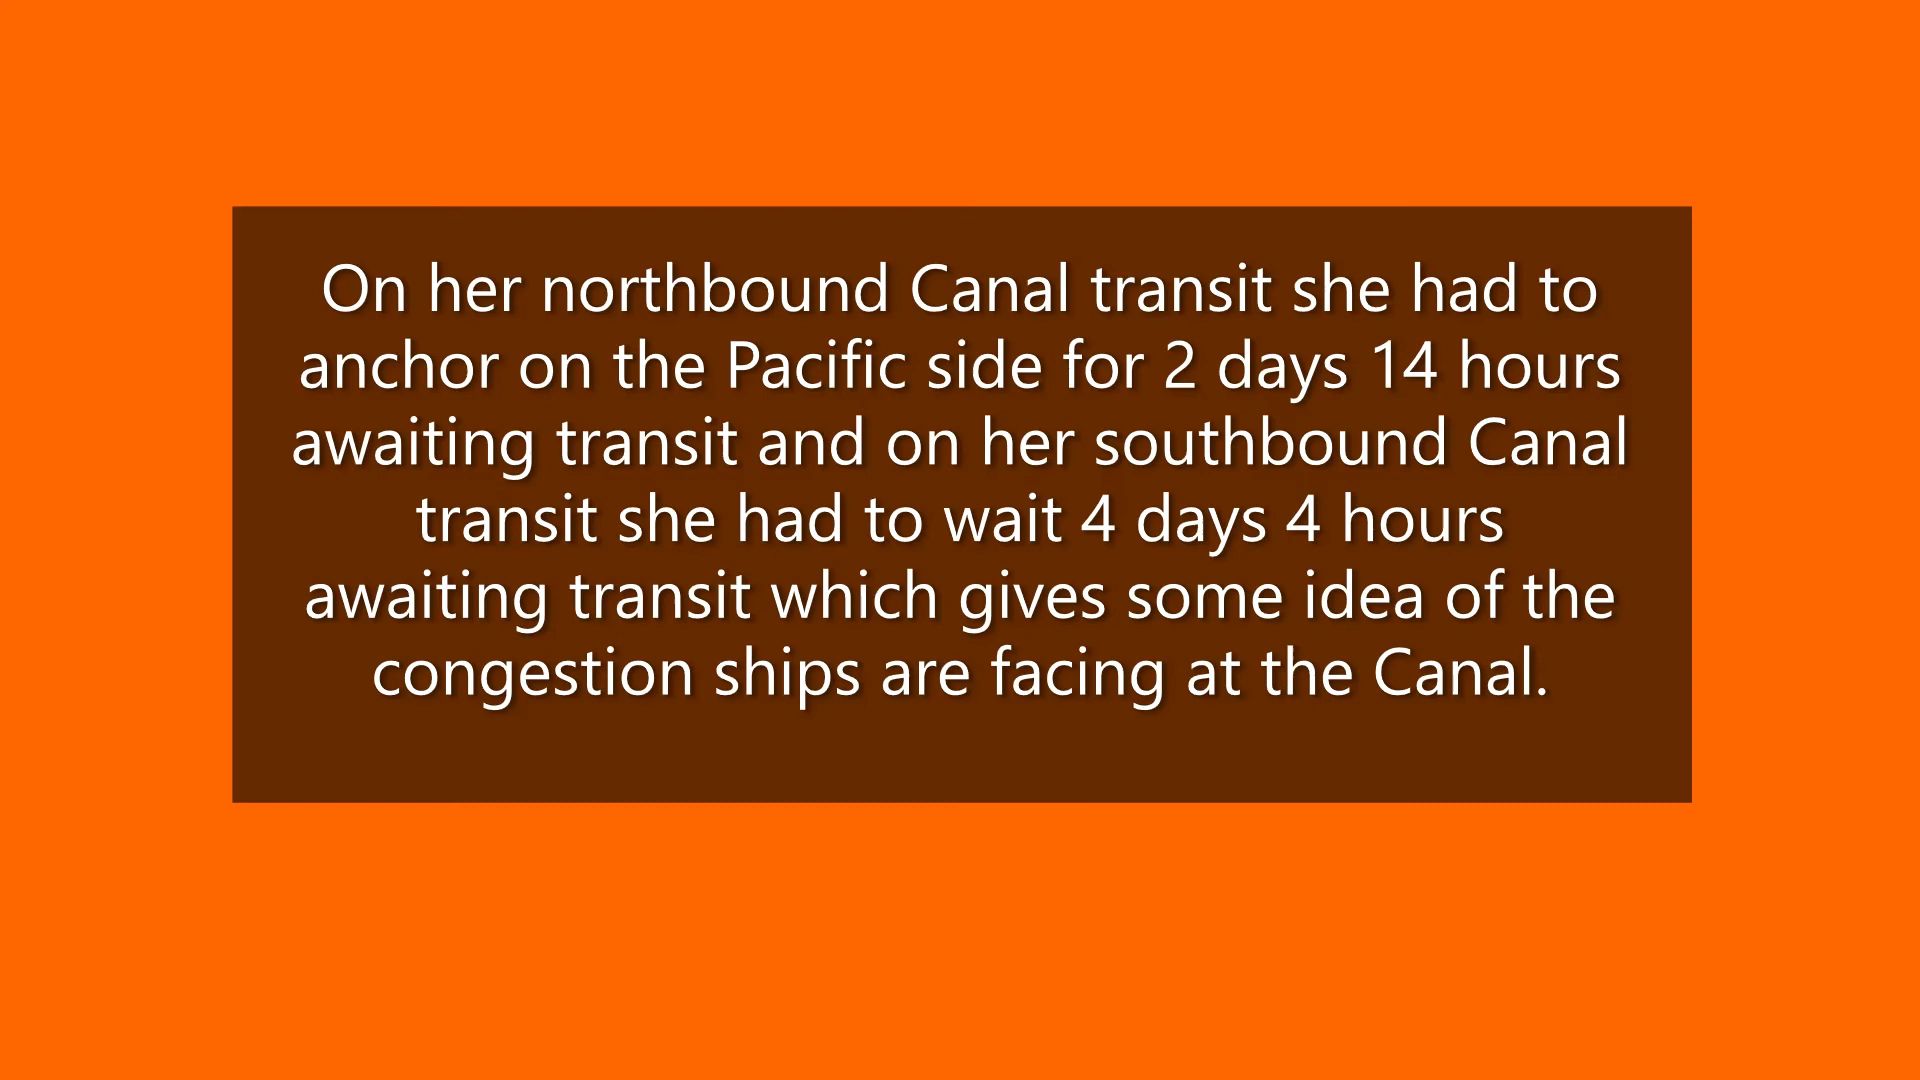 On her northbound Canal transit she had to
anchor on the Pacific side for 2 days 14 hours
awaiting transit and on her southbound Canal
transit she had to wait 4 days 4 hours
awaiting transit which gives some idea of the
congestion ships are facing at the Canal.